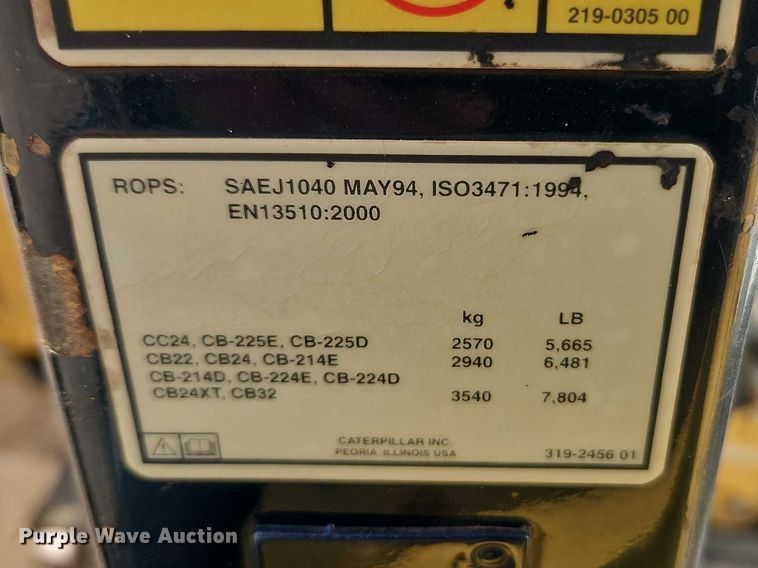 219-0305 00
ROPS: SAEJ1040 MAY94, ISO3471:1994,
EN13510:2000
kg LB
CC24, CB-225E, CB-225D 2570 5,665
CB22, CB24, CB-214E 2940 6,481
CB-214D, CB-224E, CB-224D
CB24XT, CB32 3540 7,804
CATERPILLAR INC.
PEORIA, ILLINOIS USA 319-2456 01
Purple Wave Auction